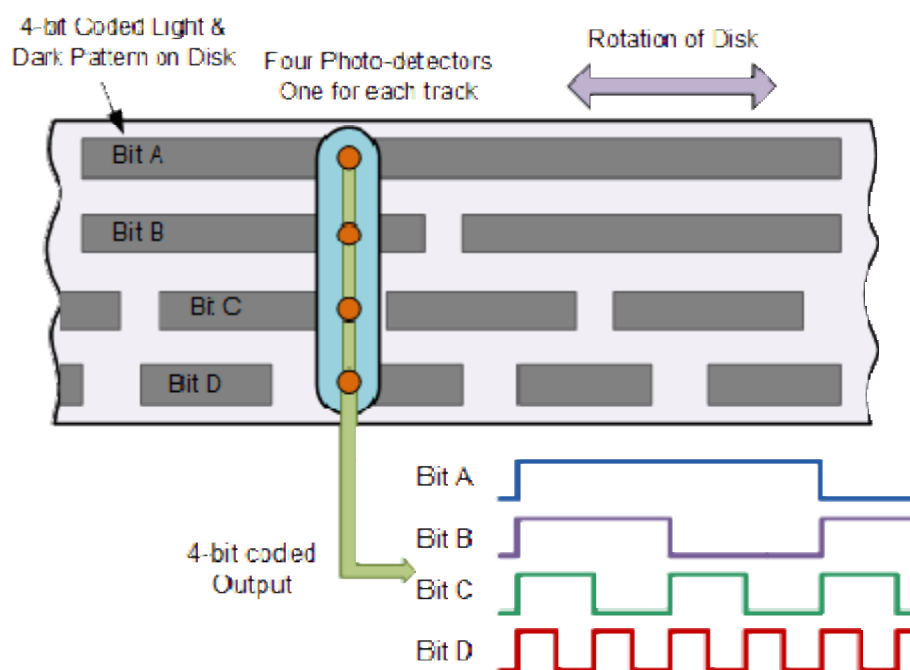 4-bit Coded Light &
Dark Pattern on Disk
Four Photo-detectors
One for each track
Rotation of Disk
Bit A
Bit B
Bit C
Bit D
4-bit coded
Output
Bit A
Bit B
Bit C
Bit D